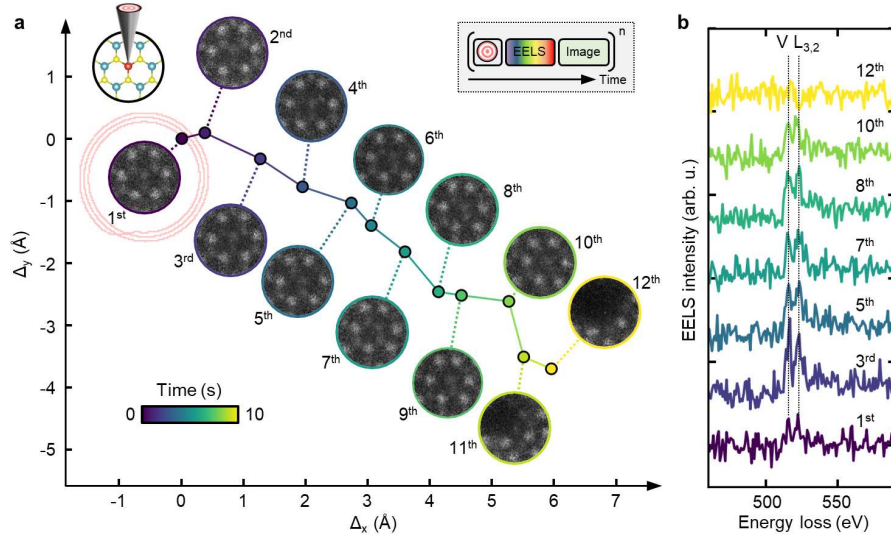 a
b
2nd
4th
6th
8th
10th
12th
1st
3rd
5th
7th
9th
11th
[ EELS Image ]n
Time
Time (s)
0 10
Δy (Å)
1
0
-1
-2
-3
-4
-5
-1 0 1 2 3 4 5 6 7
Δx (Å)
V L3,2
12th
10th
8th
7th
5th
3rd
1st
EELS intensity (arb. u.)
500 550
Energy loss (eV)